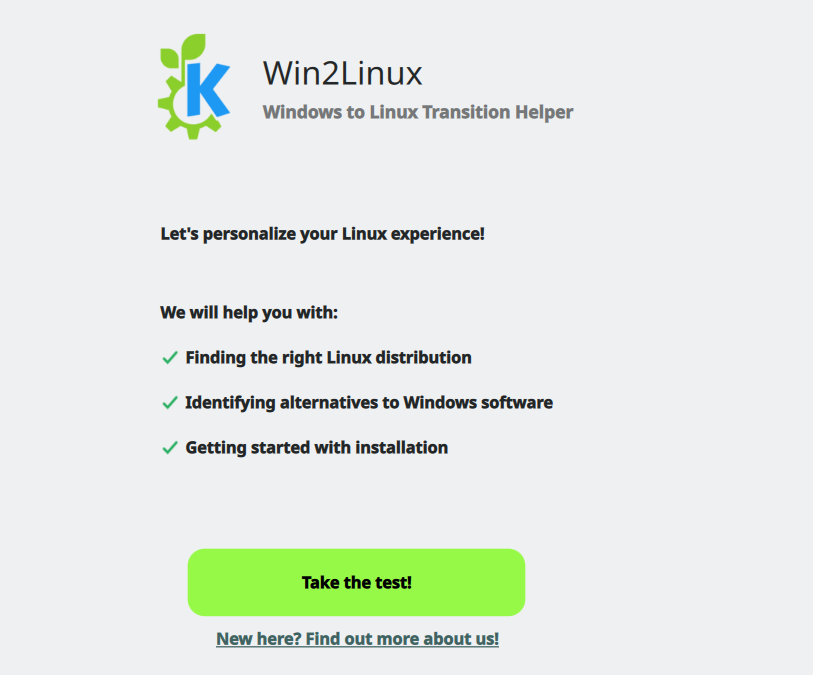 K
Win2Linux
Windows to Linux Transition Helper
Let's personalize your Linux experience!
We will help you with:
Finding the right Linux distribution
Identifying alternatives to Windows software
Getting started with installation
Take the test!
New here? Find out more about us!